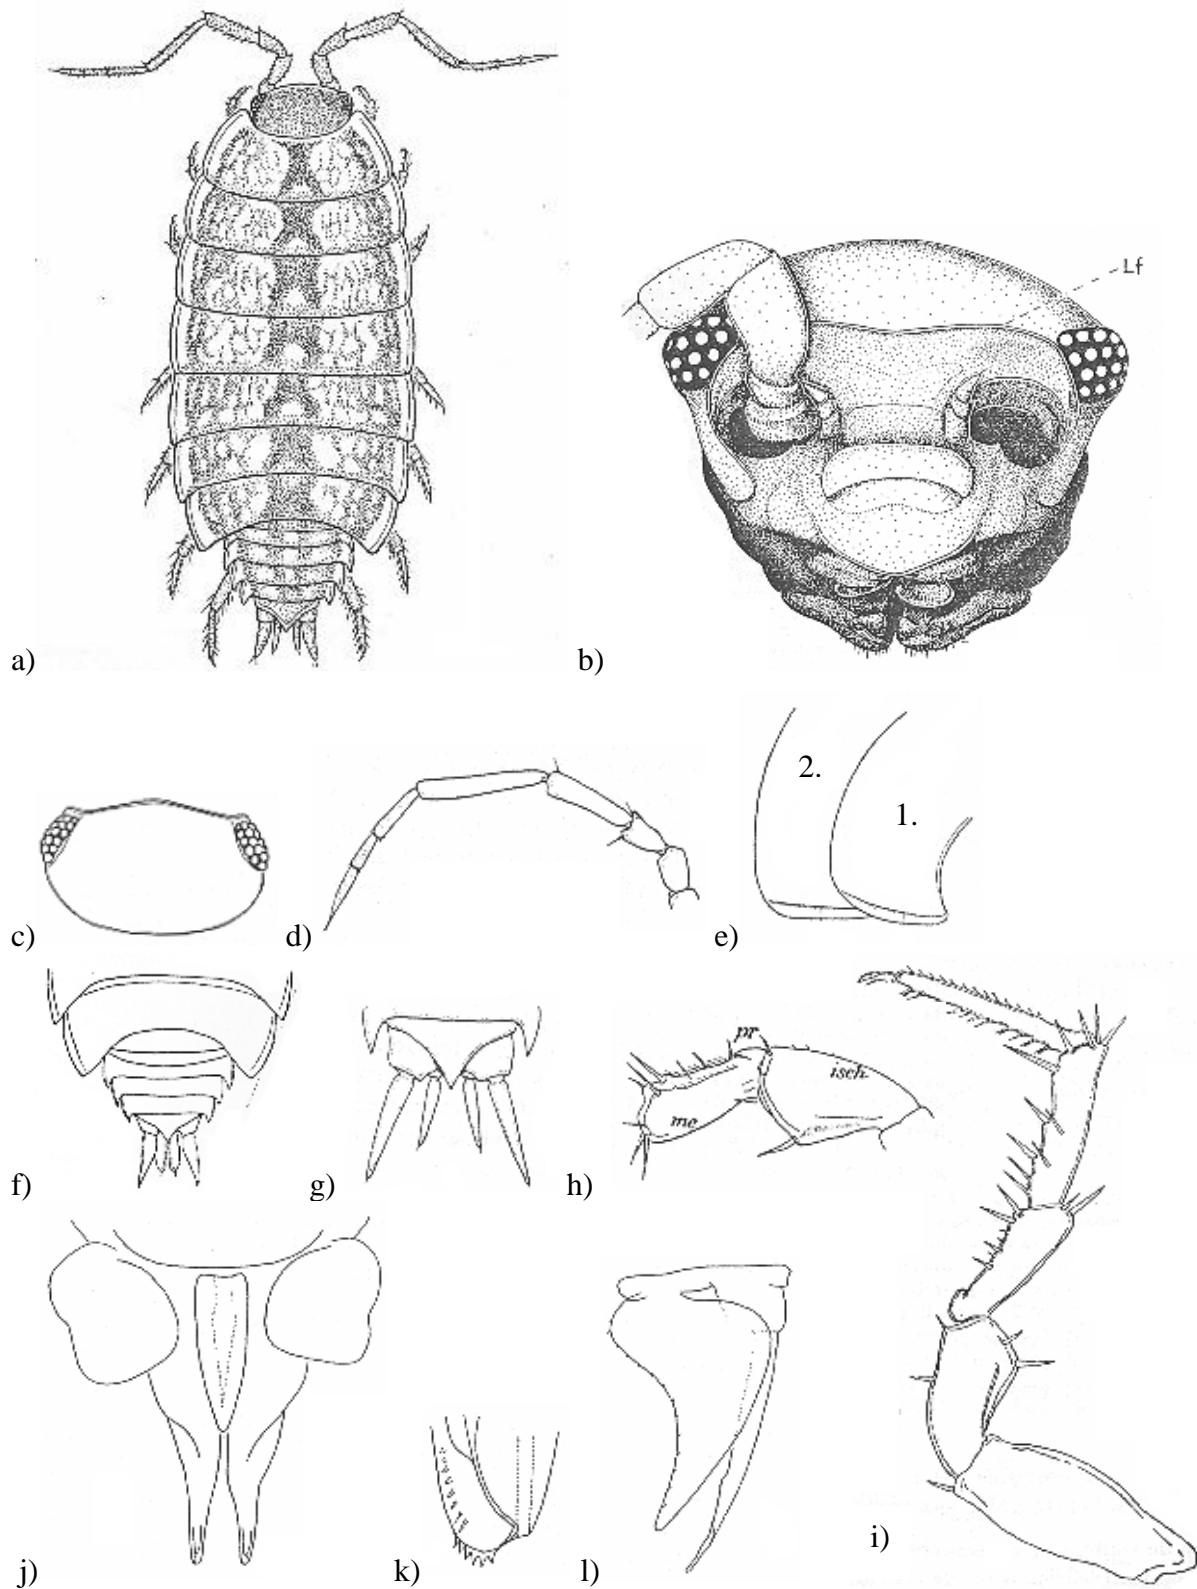 Lf
a)
b)
2.
1.
c)
d)
e)
pr.
isch.
me
f)
g)
h)
j)
k)
l)
i)